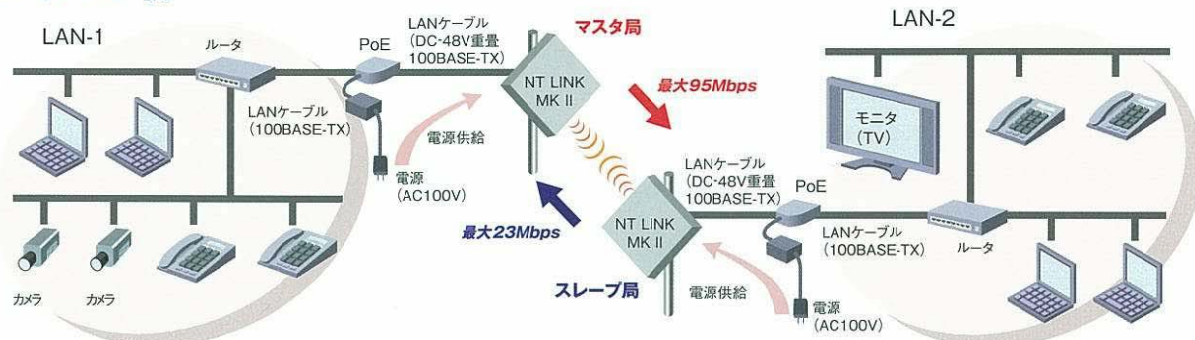 LAN-1
ルータ
LANケーブル
(100BASE-TX)
PoE
LANケーブル
(DC-48V重畳
100BASE-TX)
電源供給
電源
(AC100V)
カメラ
カメラ
マスタ局
NT LINK
MK II
最大95Mbps
最大23Mbps
NT LINK
MK II
スレーブ局
LANケーブル
(DC-48V重畳
100BASE-TX)
PoE
電源供給
電源
(AC100V)
LAN-2
モニタ
(TV)
LANケーブル
(100BASE-TX)
ルータ